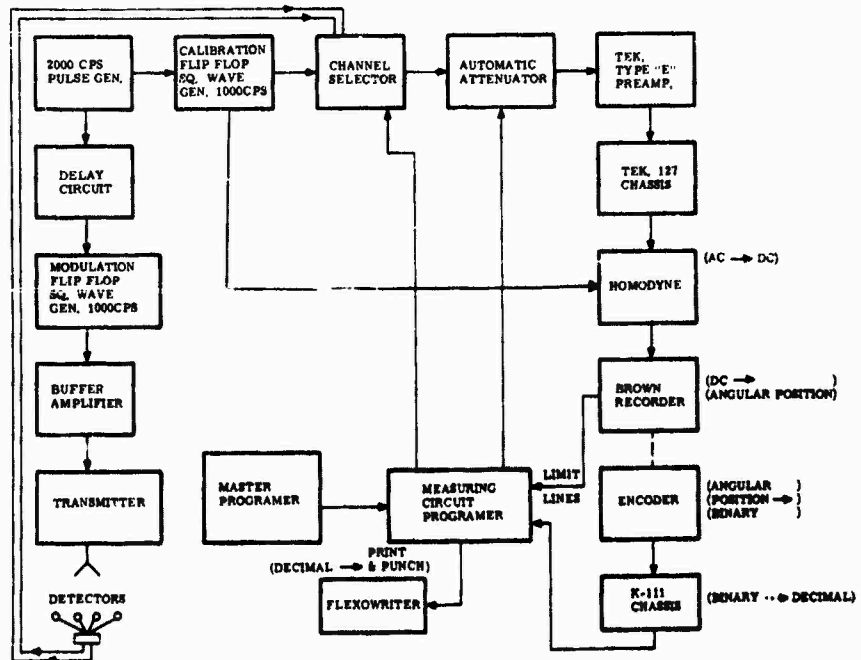 2000 CPS
PULSE GEN.
CALIBRATION
FLIP FLOP
SQ. WAVE
GEN. 1000CPS
CHANNEL
SELECTOR
AUTOMATIC
ATTENUATOR
TEK.
TYPE "E"
PREAMP.
DELAY
CIRCUIT
TEK. 127
CHASSIS
MODULATION
FLIP FLOP
SQ. WAVE
GEN. 1000CPS
HOMODYNE
(AC → DC)
BUFFER
AMPLIFIER
BROWN
RECORDER
(DC → )
(ANGULAR POSITION)
TRANSMITTER
MASTER
PROGRAMER
MEASURING
CIRCUIT
PROGRAMER
LIMIT
LINES
ENCODER
(ANGULAR )
(POSITION → )
(BINARY )
PRINT
(DECIMAL → & PUNCH)
DETECTORS
FLEXOWRITER
K-111
CHASSIS
(BINARY → DECIMAL)